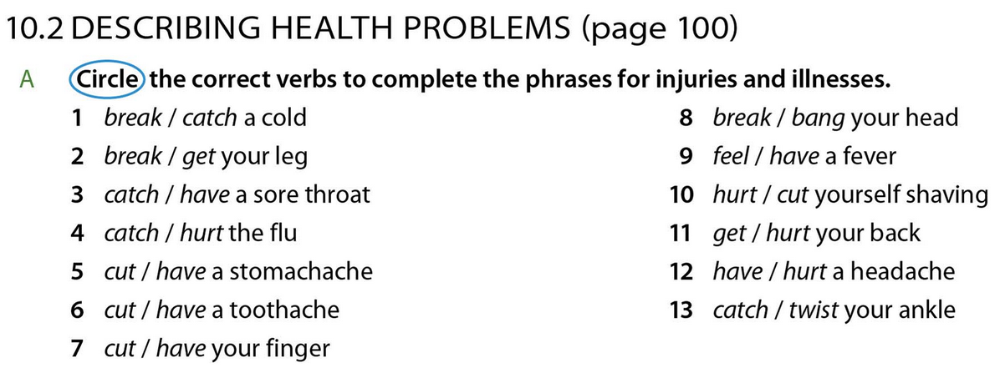 10.2 DESCRIBING HEALTH PROBLEMS (page 100)
A Circle the correct verbs to complete the phrases for injuries and illnesses.
1 break / catch a cold
2 break / get your leg
3 catch / have a sore throat
4 catch / hurt the flu
5 cut / have a stomachache
6 cut / have a toothache
7 cut / have your finger
8 break / bang your head
9 feel / have a fever
10 hurt / cut yourself shaving
11 get / hurt your back
12 have / hurt a headache
13 catch / twist your ankle